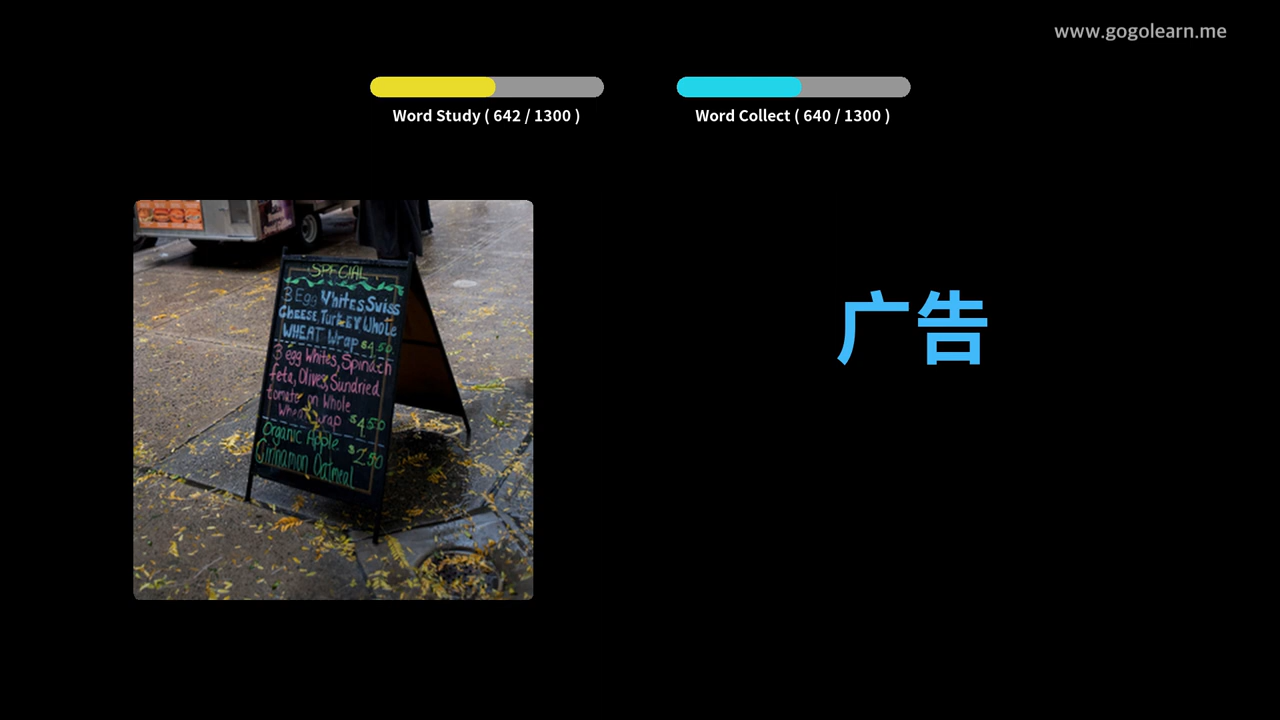 www.gogolearn.me
Word Study ( 642 / 1300 )
Word Collect ( 640 / 1300 )
SPECIAL
3 Egg Whites, Swiss
Cheese, Turkey Whole
WHEAT Wrap $4.50
3 egg Whites, Spinach
feta, Olives, Sundried
tomato on Whole
Wheat Wrap $4.50
Organic Apple
Cinnamon Oatmeal $2.50
广告